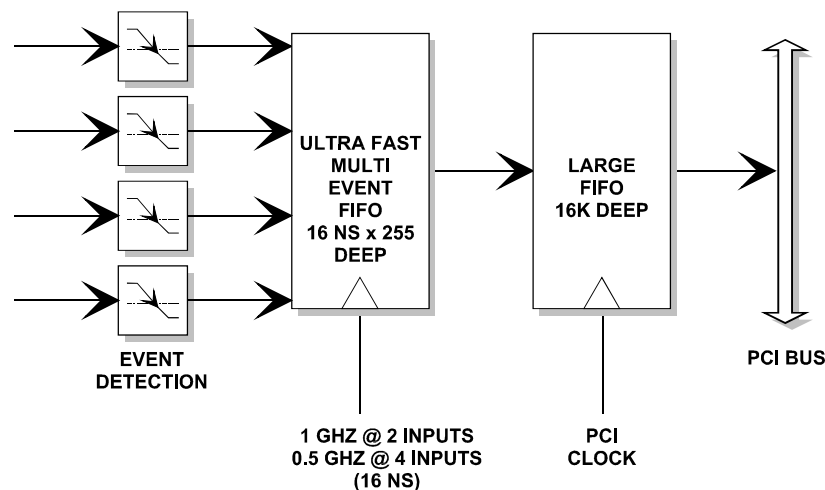 ULTRA FAST
MULTI
EVENT
FIFO
16 NS x 255
DEEP
LARGE
FIFO
16K DEEP
EVENT
DETECTION
PCI BUS
1 GHZ @ 2 INPUTS
0.5 GHZ @ 4 INPUTS
(16 NS)
PCI
CLOCK